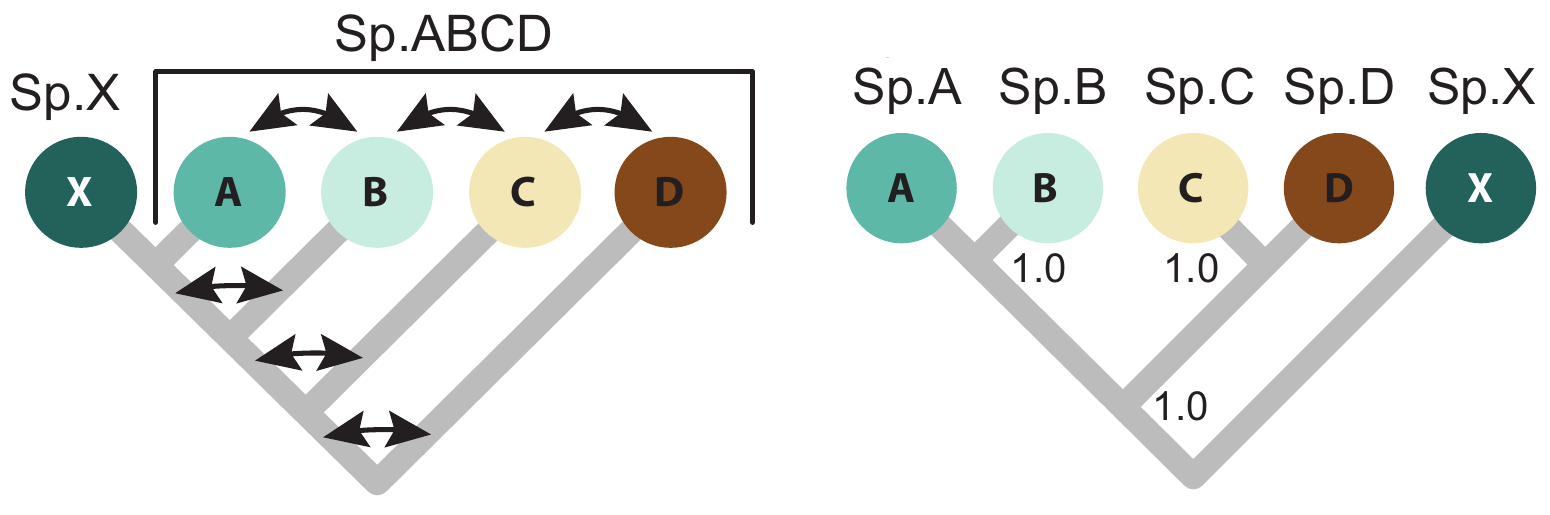 Sp.ABCD
Sp.X
X A B C D
Sp.A Sp.B Sp.C Sp.D Sp.X
A B C D X
1.0 1.0
1.0